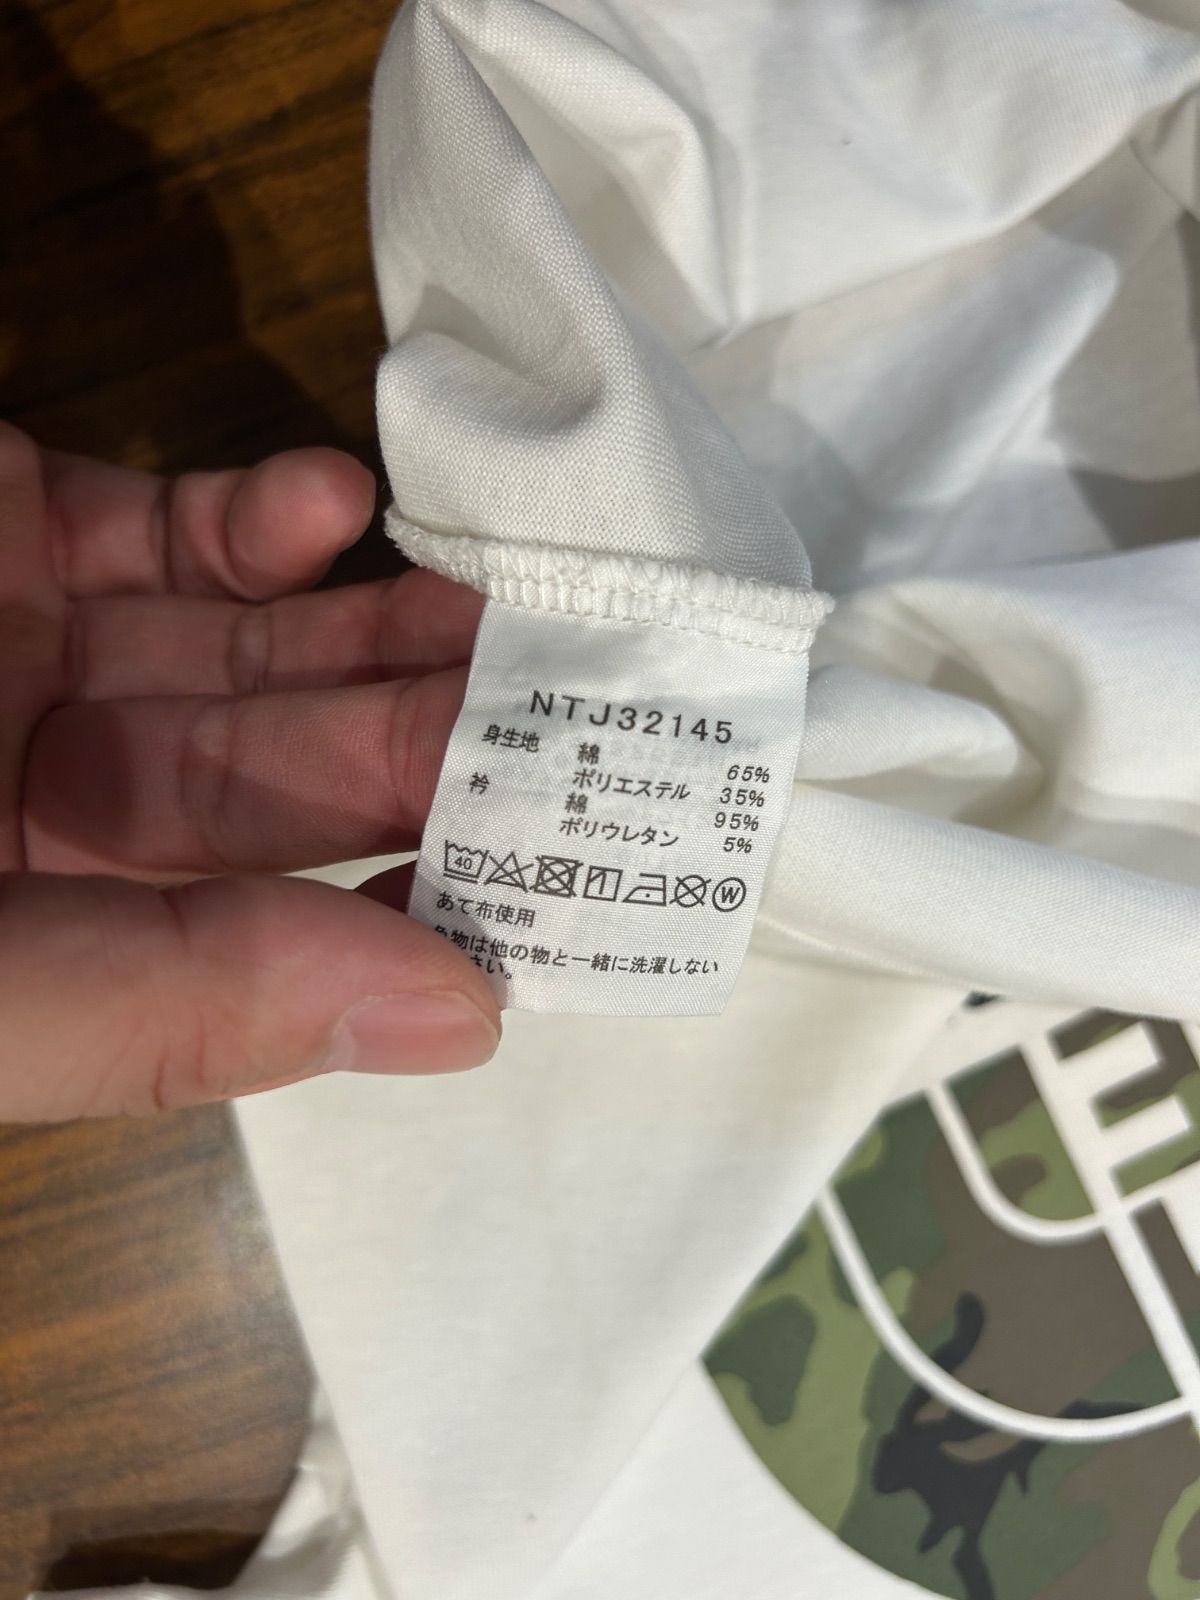 NTJ32145
身生地 綿 65%
ポリエステル 35%
衿 綿 95%
ポリウレタン 5%
40 W
あて布使用
物は他の物と一緒に洗濯しない
さい。
E